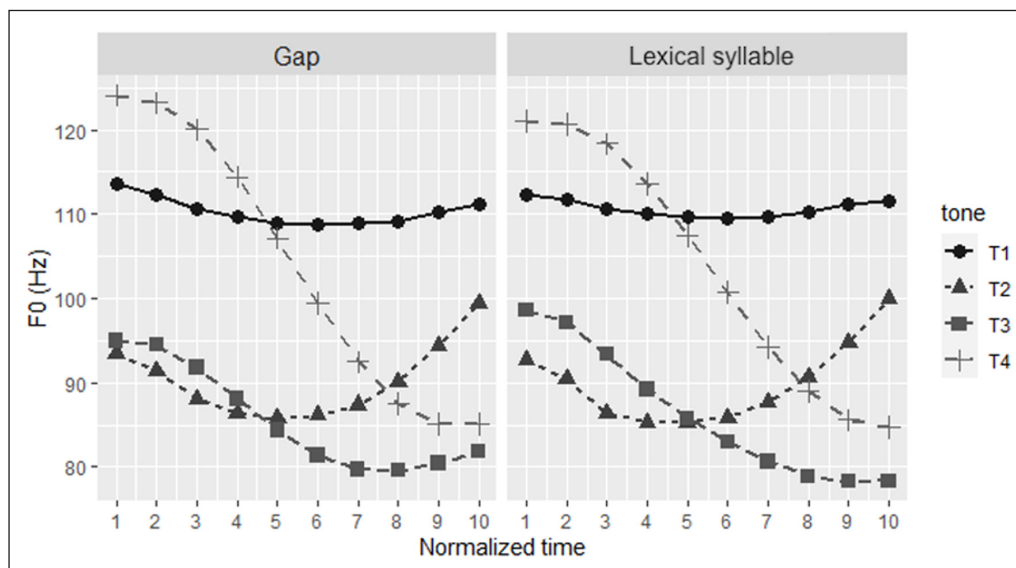 Gap
Lexical syllable
120
110
100
90
80
F0 (Hz)
1 2 3 4 5 6 7 8 9 10
1 2 3 4 5 6 7 8 9 10
Normalized time
tone
T1
T2
T3
T4